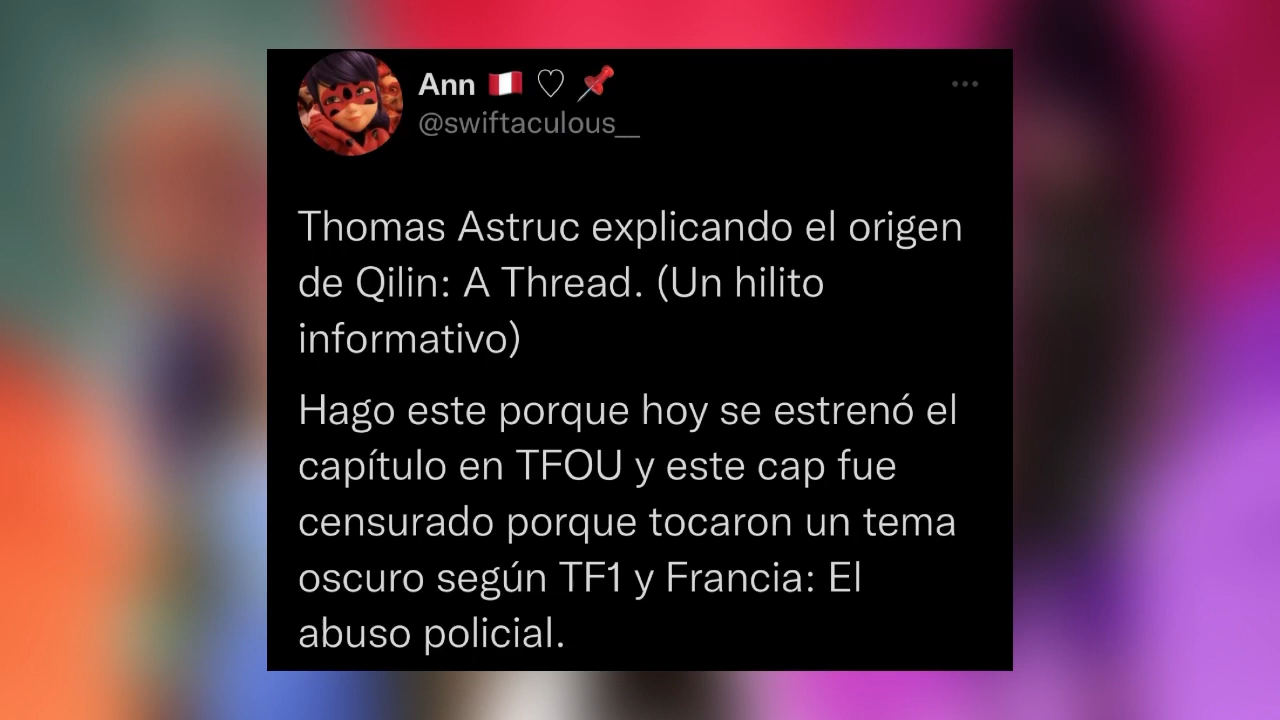 Ann 🇵🇪 ♡ 📌
@swiftaculous__
Thomas Astruc explicando el origen
de Qilin: A Thread. (Un hilito
informativo)
Hago este porque hoy se estrenó el
capítulo en TFOU y este cap fue
censurado porque tocaron un tema
oscuro según TF1 y Francia: El
abuso policial.